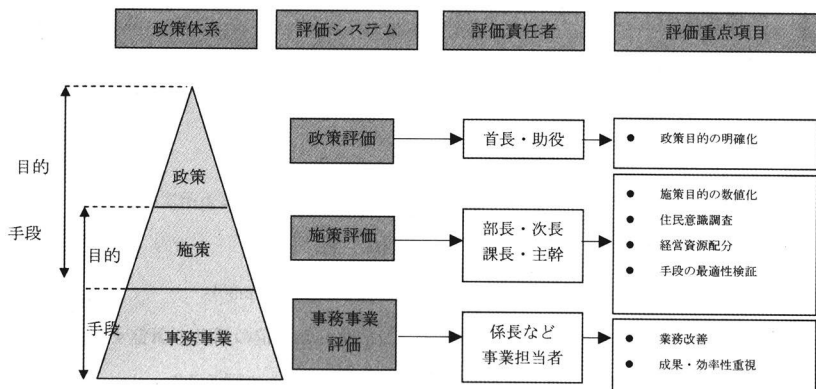 政策体系
評価システム
評価責任者
評価重点項目
目的
手段
目的
手段
政策
施策
事務事業
政策評価
首長・助役
● 政策目的の明確化
施策評価
部長・次長
課長・主幹
● 施策目的の数値化
● 住民意識調査
● 経営資源配分
● 手段の最適性検証
事務事業
評価
係長など
事業担当者
● 業務改善
● 成果・効率性重視